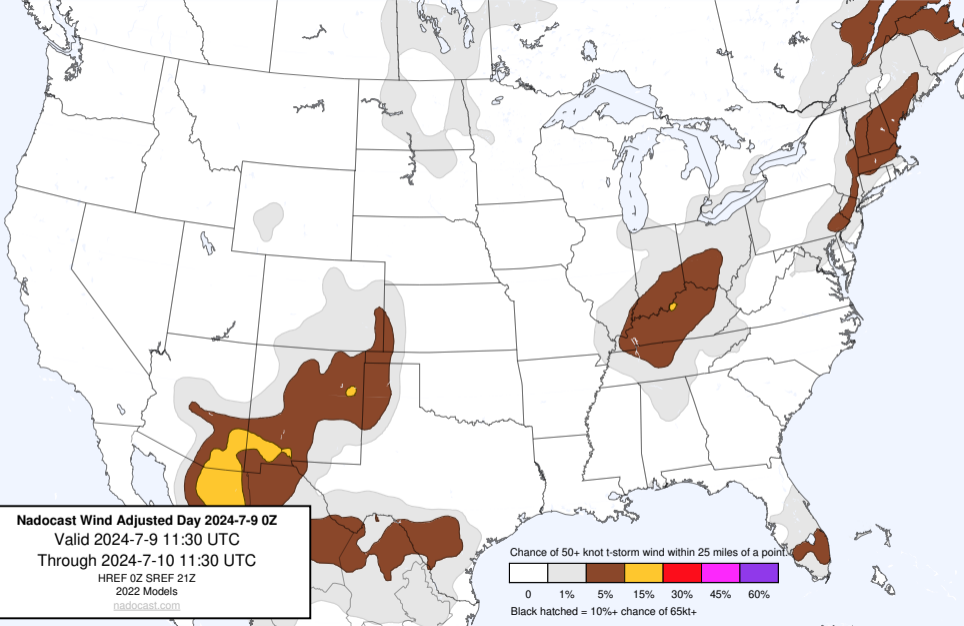 Nadocast Wind Adjusted Day 2024-7-9 0Z
Valid 2024-7-9 11:30 UTC
Through 2024-7-10 11:30 UTC
HREF 0Z SREF 21Z
2022 Models
nadocast.com
Chance of 50+ knot t-storm wind within 25 miles of a point.
0 1% 5% 15% 30% 45% 60%
Black hatched = 10%+ chance of 65kt+